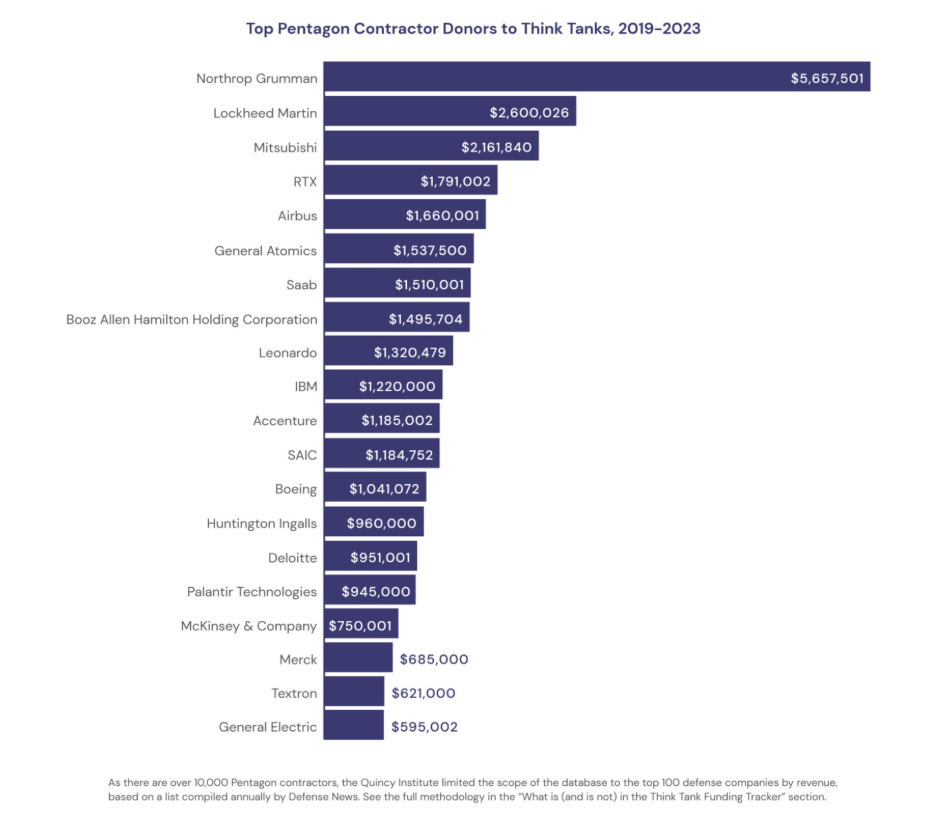 Top Pentagon Contractor Donors to Think Tanks, 2019-2023
Northrop Grumman $5,657,501
Lockheed Martin $2,600,026
Mitsubishi $2,161,840
RTX $1,791,002
Airbus $1,660,001
General Atomics $1,537,500
Saab $1,510,001
Booz Allen Hamilton Holding Corporation $1,495,704
Leonardo $1,320,479
IBM $1,220,000
Accenture $1,185,002
SAIC $1,184,752
Boeing $1,041,072
Huntington Ingalls $960,000
Deloitte $951,001
Palantir Technologies $945,000
McKinsey & Company $750,001
Merck $685,000
Textron $621,000
General Electric $595,002
As there are over 10,000 Pentagon contractors, the Quincy Institute limited the scope of the database to the top 100 defense companies by revenue,
based on a list compiled annually by Defense News. See the full methodology in the “What is (and is not) in the Think Tank Funding Tracker” section.